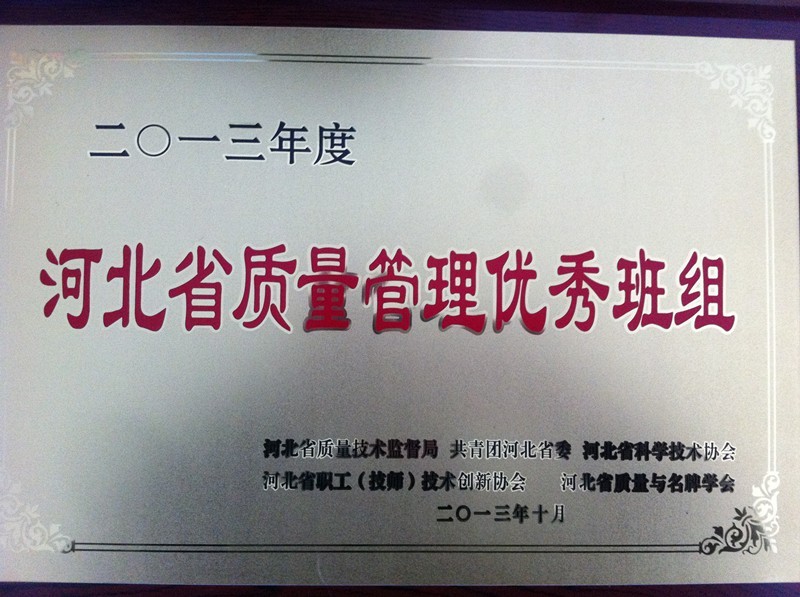 二〇一三年度
河北省质量管理优秀班组
河北省质量技术监督局 共青团河北省委 河北省科学技术协会
河北省职工（技师）技术创新协会 河北省质量与名牌学会
二〇一三年十月